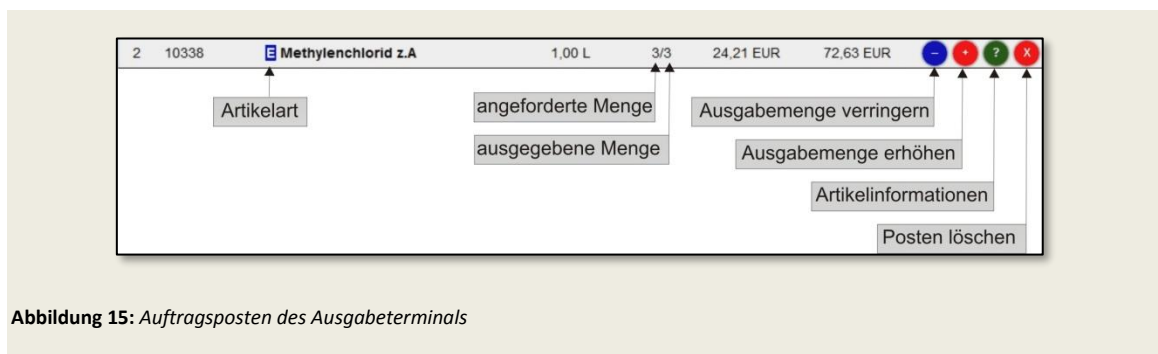 2 10338 E Methylenchlorid z.A 1,00 L 3/3 24,21 EUR 72,63 EUR – + ? X
Artikelart angeforderte Menge Ausgabemenge verringern
ausgegebene Menge Ausgabemenge erhöhen
Artikelinformationen
Posten löschen
Abbildung 15: Auftragsposten des Ausgabeterminals